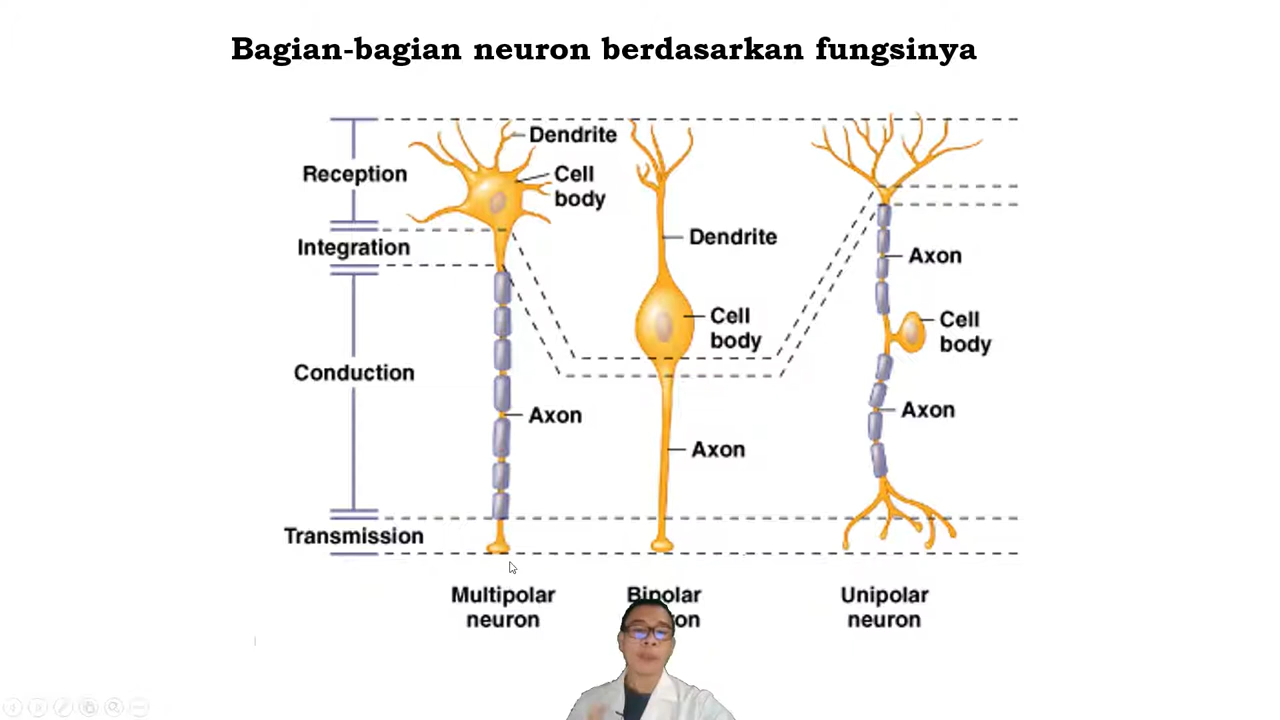 Bagian-bagian neuron berdasarkan fungsinya
Dendrite
Reception
Cell
body
Integration
Dendrite
Axon
Cell
body
Cell
body
Conduction
Axon
Axon
Axon
Transmission
Multipolar
neuron
Bipolar
Unipolar
neuron